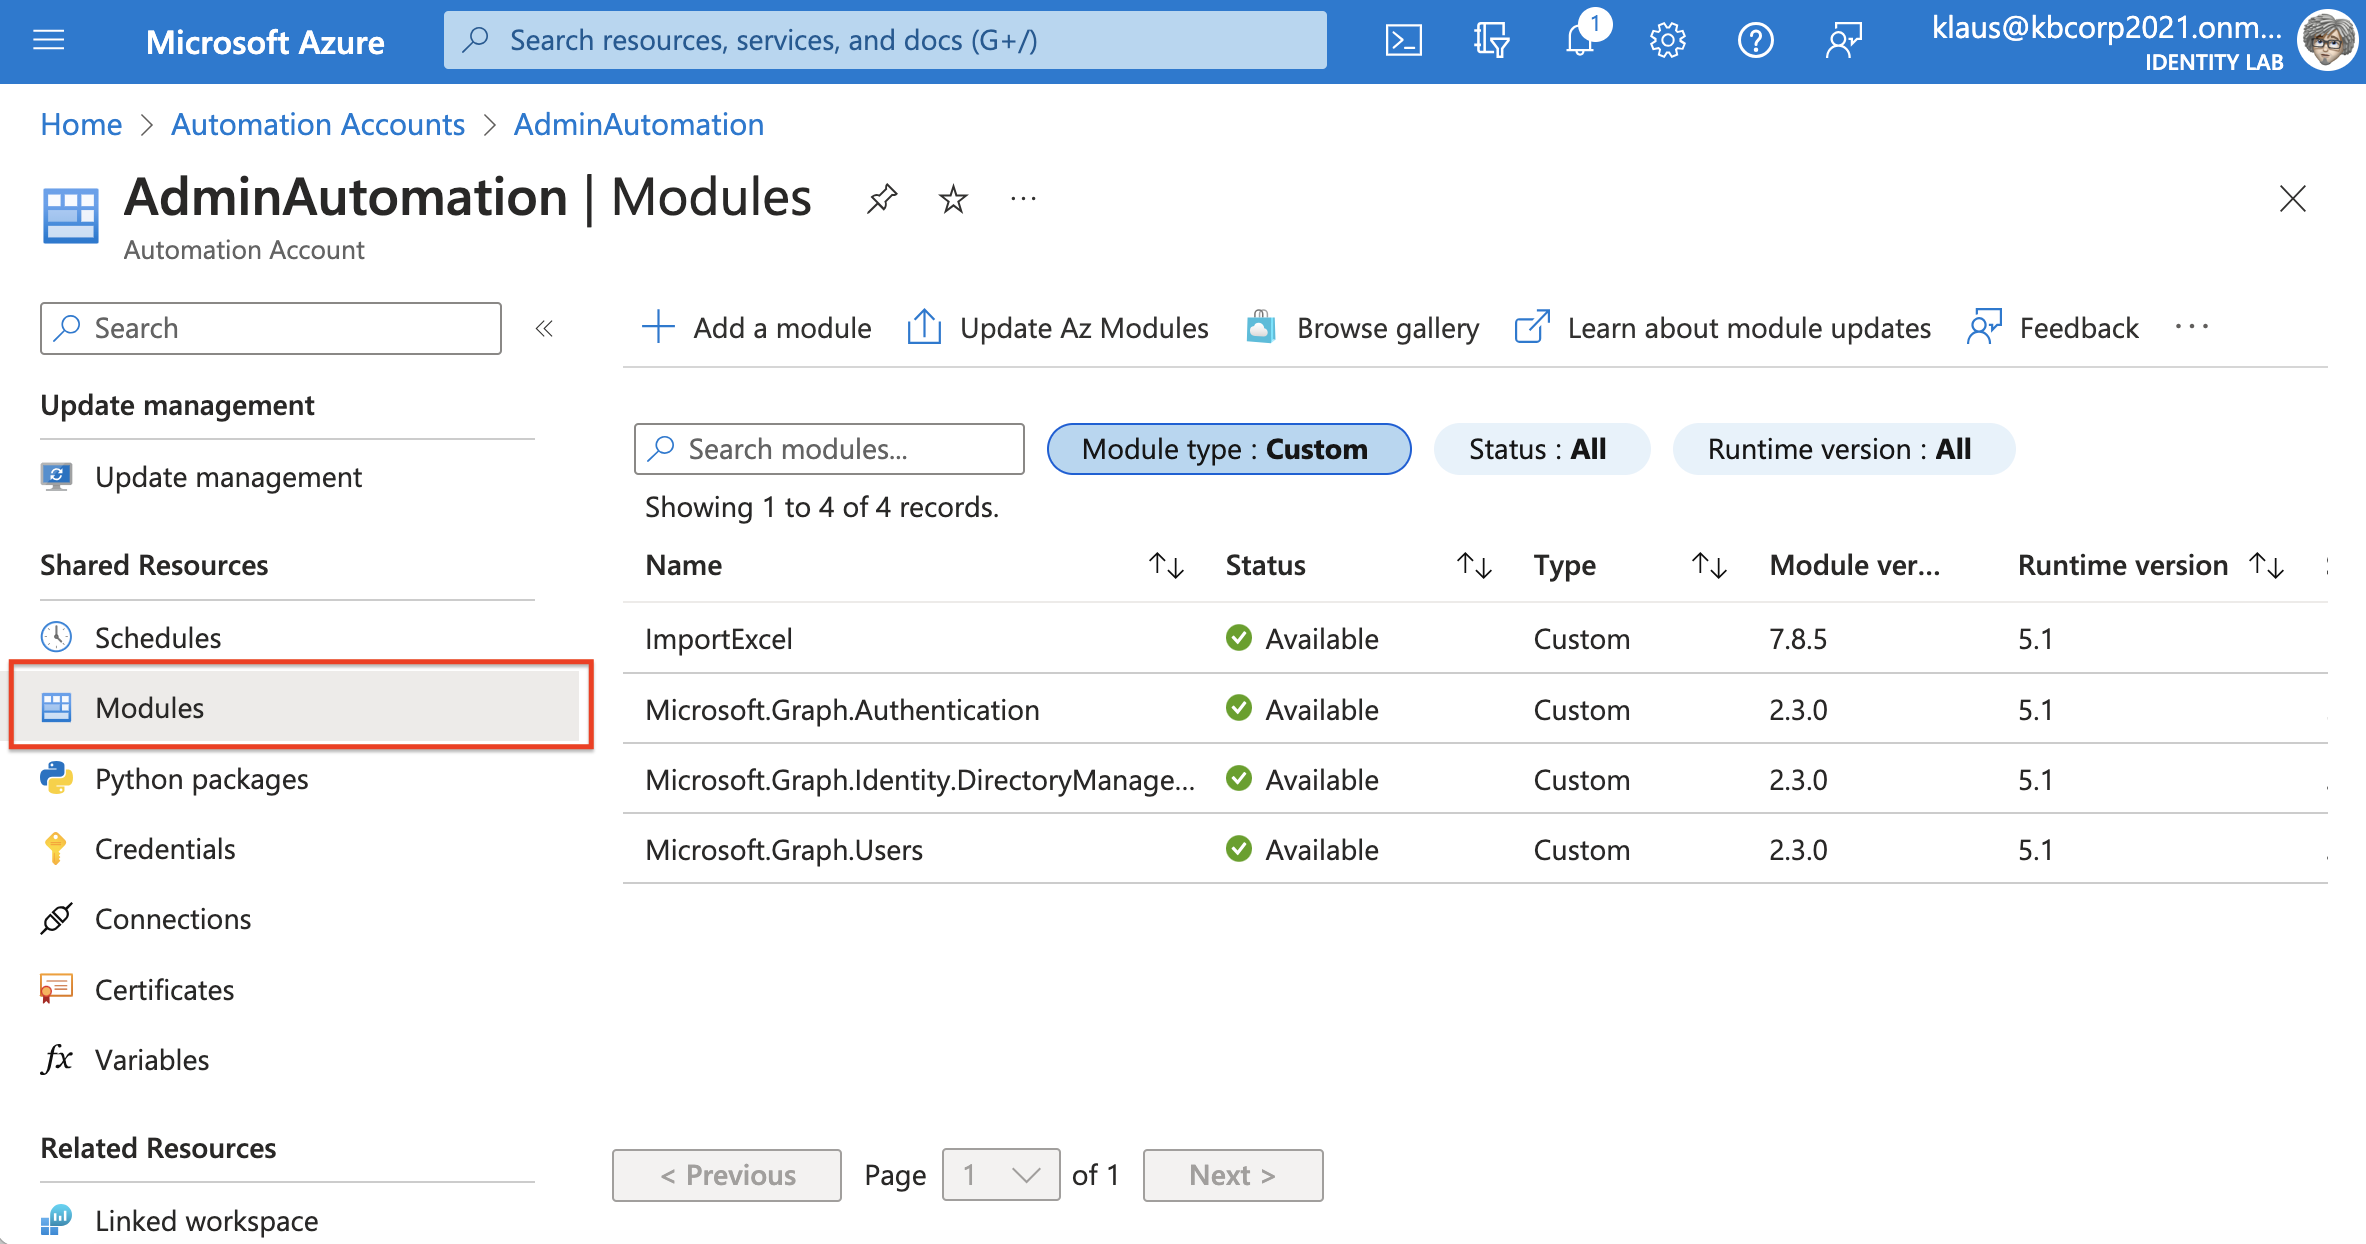 Microsoft Azure
Search resources, services, and docs (G+/)
1
klaus@kbcorp2021.onm...
IDENTITY LAB
Home > Automation Accounts > AdminAutomation
AdminAutomation | Modules
...
Automation Account
Search
«
Add a module
Update Az Modules
Browse gallery
Learn about module updates
Feedback
...
Update management
Update management
Shared Resources
Schedules
Modules
Python packages
Credentials
Connections
Certificates
fx Variables
Related Resources
Linked workspace
Search modules...
Module type : Custom
Status : All
Runtime version : All
Showing 1 to 4 of 4 records.
Name ↑↓ Status ↑↓ Type ↑↓ Module ver... Runtime version ↑↓
ImportExcel Available Custom 7.8.5 5.1
Microsoft.Graph.Authentication Available Custom 2.3.0 5.1
Microsoft.Graph.Identity.DirectoryManage... Available Custom 2.3.0 5.1
Microsoft.Graph.Users Available Custom 2.3.0 5.1
< Previous Page 1 of 1 Next >